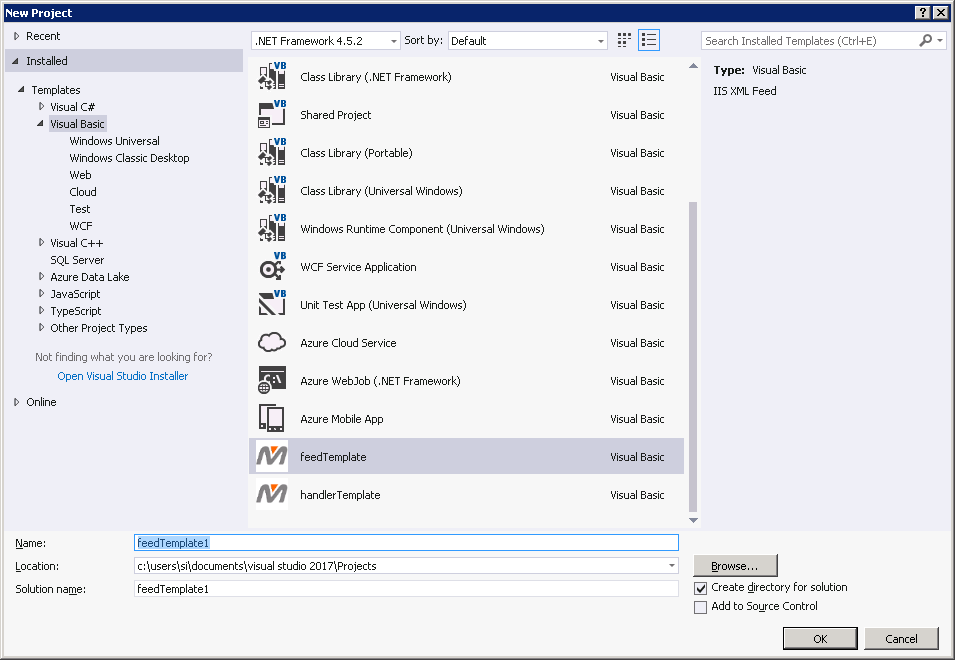 New Project
Recent
.NET Framework 4.5.2 Sort by: Default Search Installed Templates (Ctrl+E)
Installed
Templates
Visual C#
Visual Basic
Windows Universal
Windows Classic Desktop
Web
Cloud
Test
WCF
Visual C++
SQL Server
Azure Data Lake
JavaScript
TypeScript
Other Project Types
Not finding what you are looking for?
Open Visual Studio Installer
Online
VB
Class Library (.NET Framework) Visual Basic
VB
Shared Project Visual Basic
VB
Class Library (Portable) Visual Basic
VB
Class Library (Universal Windows) Visual Basic
VB
Windows Runtime Component (Universal Windows) Visual Basic
VB
WCF Service Application Visual Basic
VB
Unit Test App (Universal Windows) Visual Basic
Azure Cloud Service Visual Basic
Azure WebJob (.NET Framework) Visual Basic
Azure Mobile App Visual Basic
feedTemplate Visual Basic
handlerTemplate Visual Basic
Type: Visual Basic
IIS XML Feed
Name: feedTemplate1
Location: c:\users\si\documents\visual studio 2017\Projects Browse...
Solution name: feedTemplate1
Create directory for solution
Add to Source Control
OK Cancel